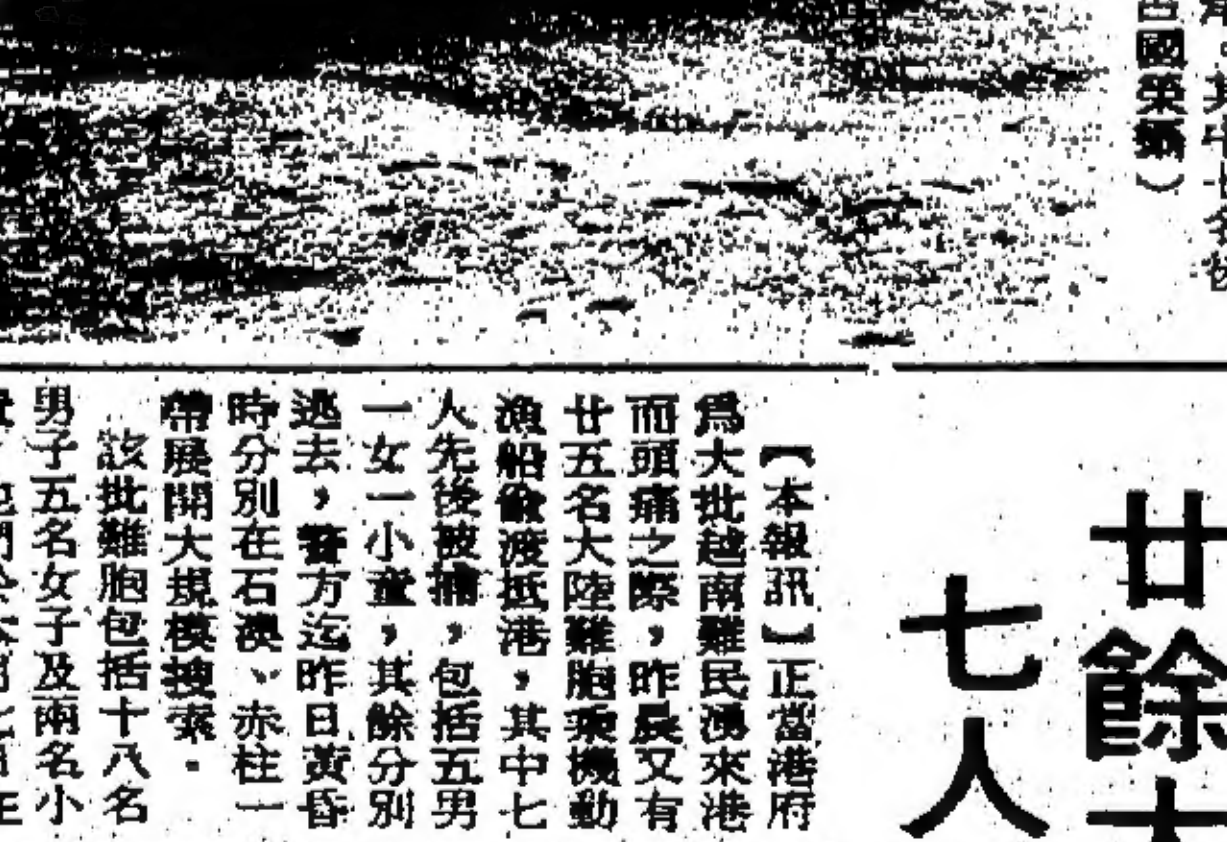 廿餘
七人
【本報訊】正當港府
爲大批越南難民湧來港
而頭痛之際，昨晨又有
廿五名大陸難胞乘機動
漁船偸渡抵港，其中七
人先後被捕，包括五男
一女一小童，其餘分別
逃去，警方迄昨日黃昏
時分別在石澳、赤柱一
帶展開大規模搜索。
該批難胞包括十八名
男子五名女子及兩名小